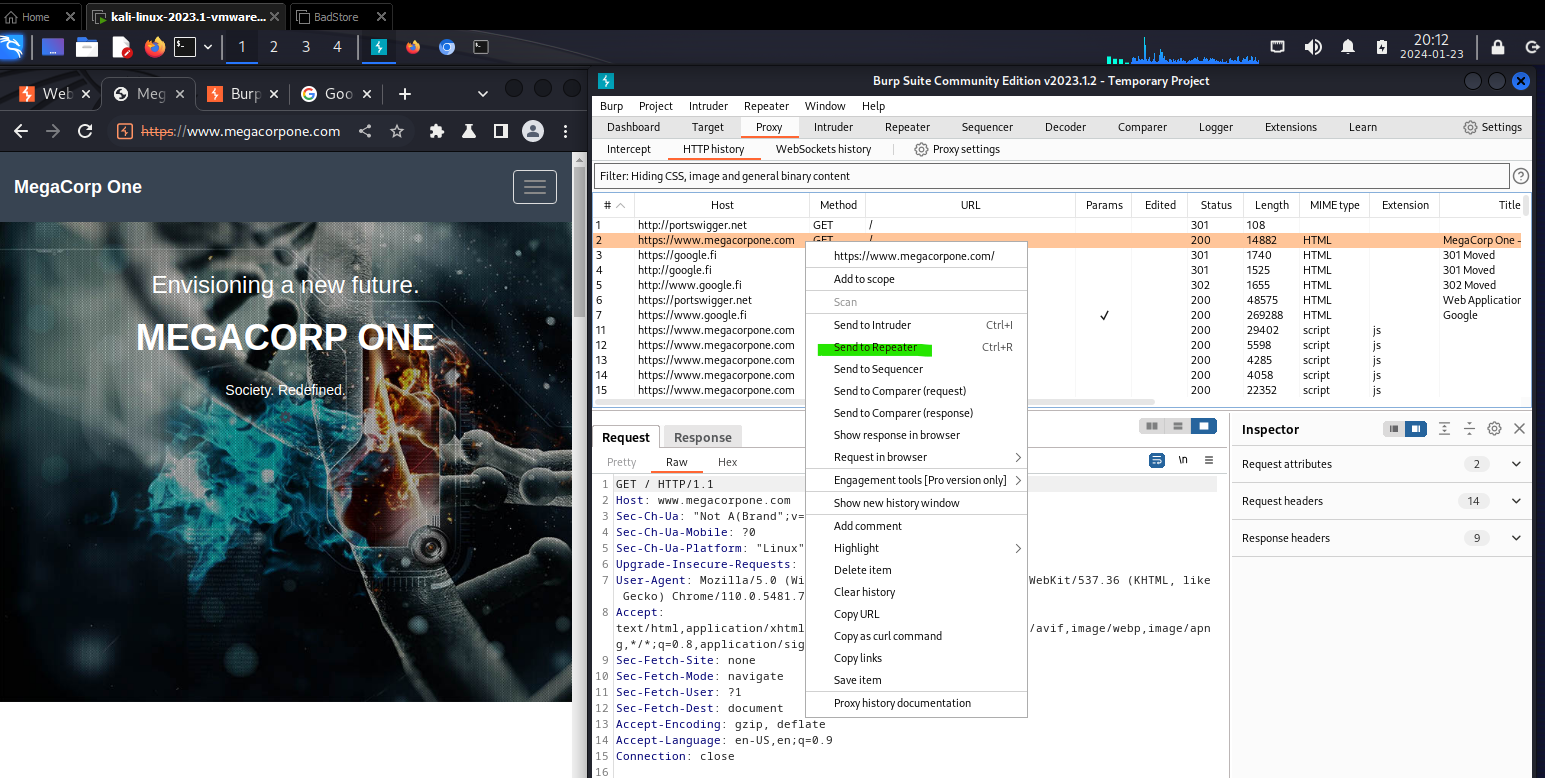 Home
kali-linux-2023.1-vmware...
BadStore
1 2 3 4
20:12
2024-01-23
Web
Meg
Burp
Goo
https://www.megacorpone.com
MegaCorp One
Envisioning a new future.
MEGACORP ONE
Society. Redefined.
Burp Suite Community Edition v2023.1.2 - Temporary Project
Burp Project Intruder Repeater Window Help
Dashboard Target Proxy Intruder Repeater Sequencer Decoder Comparer Logger Extensions Learn Settings
Intercept HTTP history WebSockets history Proxy settings
Filter: Hiding CSS, image and general binary content
# Host Method URL Params Edited Status Length MIME type Extension Title
1 http://portswigger.net GET / 301 108
2 https://www.megacorpone.com GET / 200 14882 HTML MegaCorp One -
3 https://google.fi 301 1740 HTML 301 Moved
4 http://google.fi 301 1525 HTML 301 Moved
5 http://www.google.fi 302 1655 HTML 302 Moved
6 https://portswigger.net 200 48575 HTML Web Application
7 https://www.google.fi ✓ 200 269288 HTML Google
11 https://www.megacorpone.com 200 29402 script js
12 https://www.megacorpone.com 200 5598 script js
13 https://www.megacorpone.com 200 4285 script js
14 https://www.megacorpone.com 200 4058 script js
15 https://www.megacorpone.com 200 22352 script js
https://www.megacorpone.com/
Add to scope
Scan
Send to Intruder Ctrl+I
Send to Repeater Ctrl+R
Send to Sequencer
Send to Comparer (request)
Send to Comparer (response)
Show response in browser
Request in browser
Engagement tools [Pro version only]
Show new history window
Add comment
Highlight
Delete item
Clear history
Copy URL
Copy as curl command
Copy links
Save item
Proxy history documentation
Request Response
Pretty Raw Hex
\n
1 GET / HTTP/1.1
2 Host: www.megacorpone.com
3 Sec-Ch-Ua: "Not A(Brand";v=
4 Sec-Ch-Ua-Mobile: ?0
5 Sec-Ch-Ua-Platform: "Linux"
6 Upgrade-Insecure-Requests:
7 User-Agent: Mozilla/5.0 (Wi WebKit/537.36 (KHTML, like
Gecko) Chrome/110.0.5481.7
8 Accept:
text/html,application/xhtml /avif,image/webp,image/apn
g,*/*;q=0.8,application/sig
9 Sec-Fetch-Site: none
10 Sec-Fetch-Mode: navigate
11 Sec-Fetch-User: ?1
12 Sec-Fetch-Dest: document
13 Accept-Encoding: gzip, deflate
14 Accept-Language: en-US,en;q=0.9
15 Connection: close
16
Inspector
Request attributes 2
Request headers 14
Response headers 9